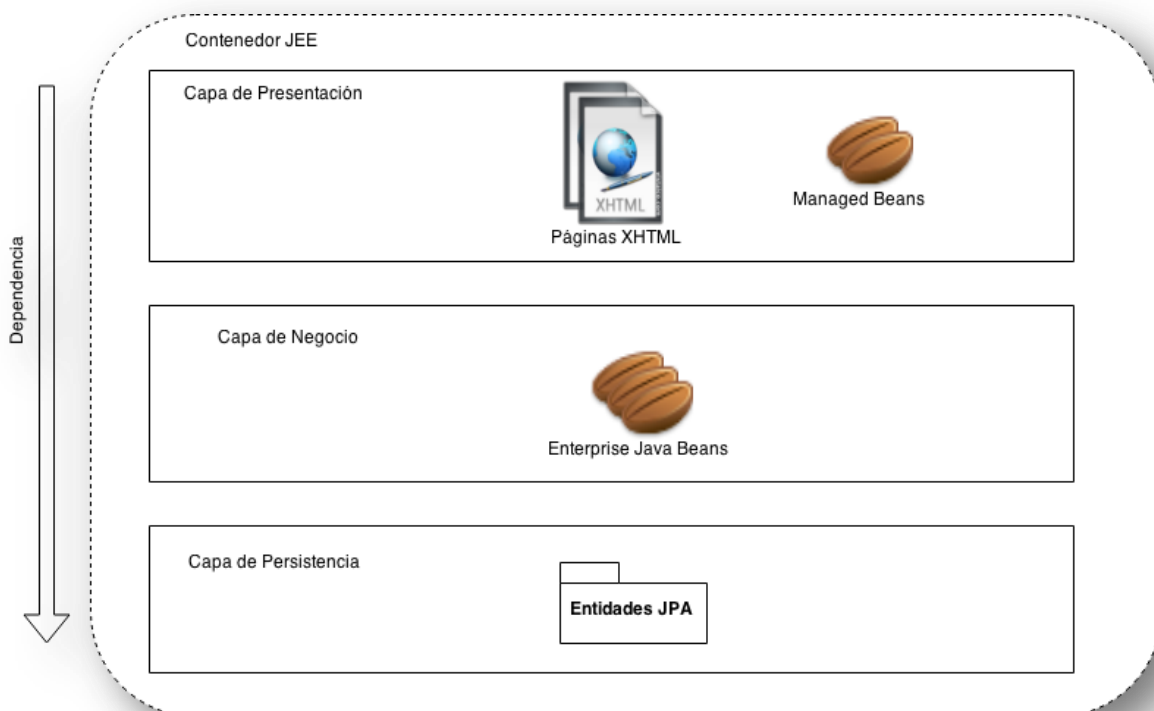 Contenedor JEE
Capa de Presentación
XHTML
Páginas XHTML
Managed Beans
Dependencia
Capa de Negocio
Enterprise Java Beans
Capa de Persistencia
Entidades JPA